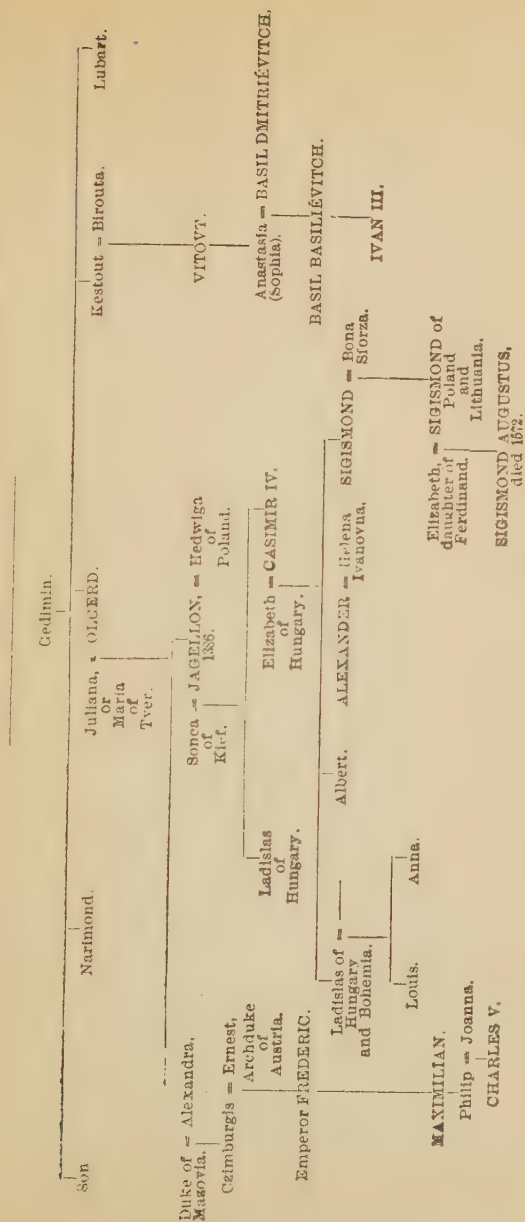 Gedimin.
Son
Narimond.
Juliana, = OLGERD.
or
Maria
of
Tver.
Kestout = Birouta.
Lubart.
Duke of = Alexandra,
Mazovia.
Sonca = JAGELLON, = Hedwiga
of
Kief.
1386.
of
Poland.
VITOVT.
Czimburgis = Ernest,
Archduke
of
Austria.
Ladislas
of
Hungary.
Elizabeth = CASIMIR IV.
of
Hungary.
Anastasia = BASIL DMITRIÉVITCH.
(Sophia).
Emperor FREDERIC.
Ladislas of =
Hungary
and Bohemia.
Albert.
ALEXANDER = Helena
Ivanovna,
SIGISMOND = Bona
Sforza.
BASIL BASILIÉVITCH.
Louis.
Anna.
IVAN III.
MAXIMILIAN.
Philip = Joanna.
CHARLES V.
Elizabeth, = SIGISMOND of
daughter of
Ferdinand.
Poland
and
Lithuania.
SIGISMOND AUGUSTUS,
died 1572.